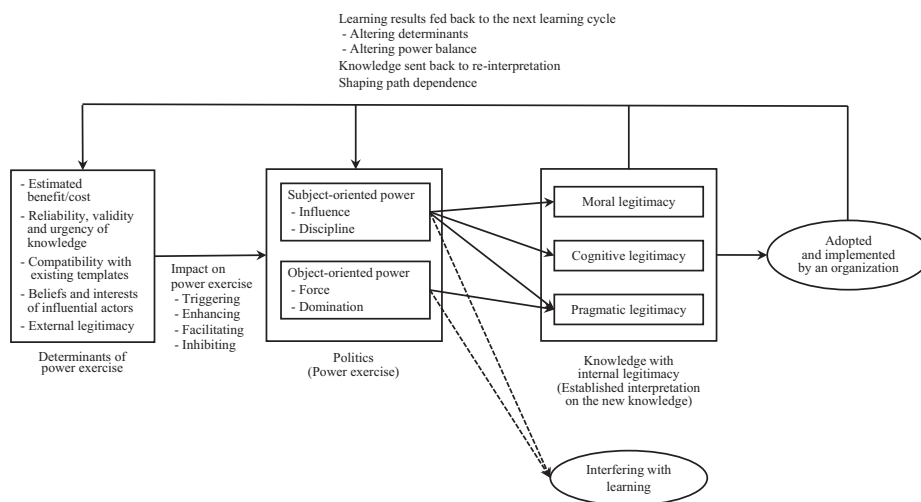 Learning results fed back to the next learning cycle
- Altering determinants
- Altering power balance
Knowledge sent back to re-interpretation
Shaping path dependence
- Estimated
benefit/cost
- Reliability, validity
and urgency of
knowledge
- Compatibility with
existing templates
- Beliefs and interests
of influential actors
- External legitimacy
Determinants of
power exercise
Impact on
power exercise
- Triggering
- Enhancing
- Facilitating
- Inhibiting
Subject-oriented power
- Influence
- Discipline
Object-oriented power
- Force
- Domination
Politics
(Power exercise)
Moral legitimacy
Cognitive legitimacy
Pragmatic legitimacy
Knowledge with
internal legitimacy
(Established interpretation
on the new knowledge)
Adopted
and implemented
by an organization
Interfering with
learning